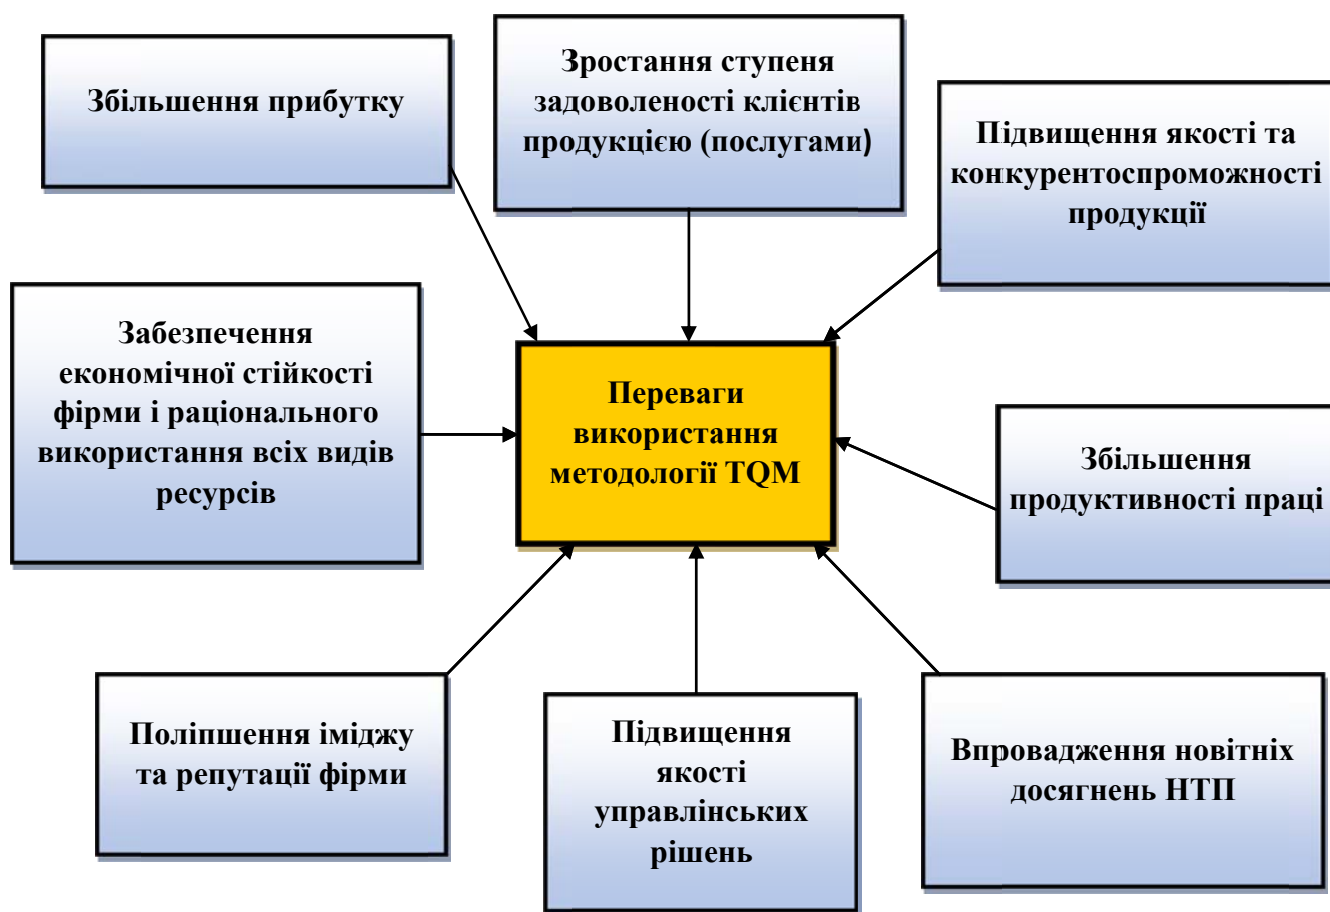 Збільшення прибутку
Зростання ступеня
задоволеності клієнтів
продукцією (послугами)
Підвищення якості та
конкурентоспроможності
продукції
Забезпечення
економічної стійкості
фірми і раціонального
використання всіх видів
ресурсів
Переваги
використання
методології TQM
Збільшення
продуктивності праці
Поліпшення іміджу
та репутації фірми
Підвищення
якості
управлінських
рішень
Впровадження новітніх
досягнень НТП